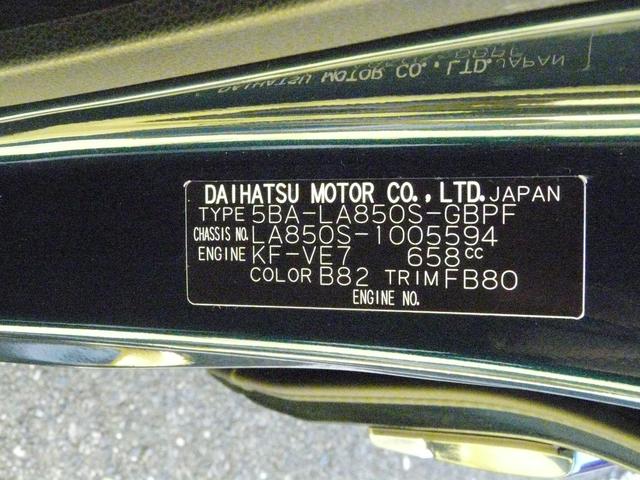 DAIHATSU MOTOR CO., LTD. JAPAN
TYPE 5BA-LA850S-GBPF
CHASSIS NO. LA850S-1005594
ENGINE KF-VE7 658cc
COLOR B82 TRIM FB80
ENGINE NO.